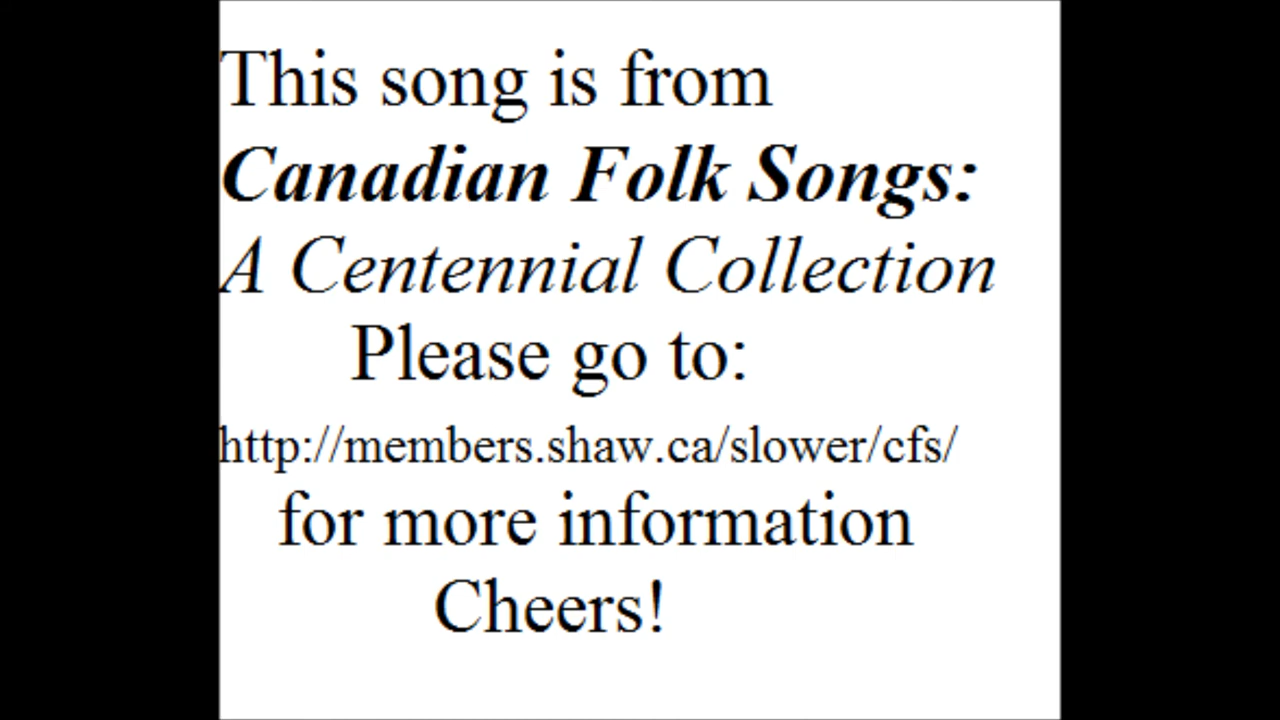 This song is from
Canadian Folk Songs:
A Centennial Collection
Please go to:
http://members.shaw.ca/slower/cfs/
for more information
Cheers!